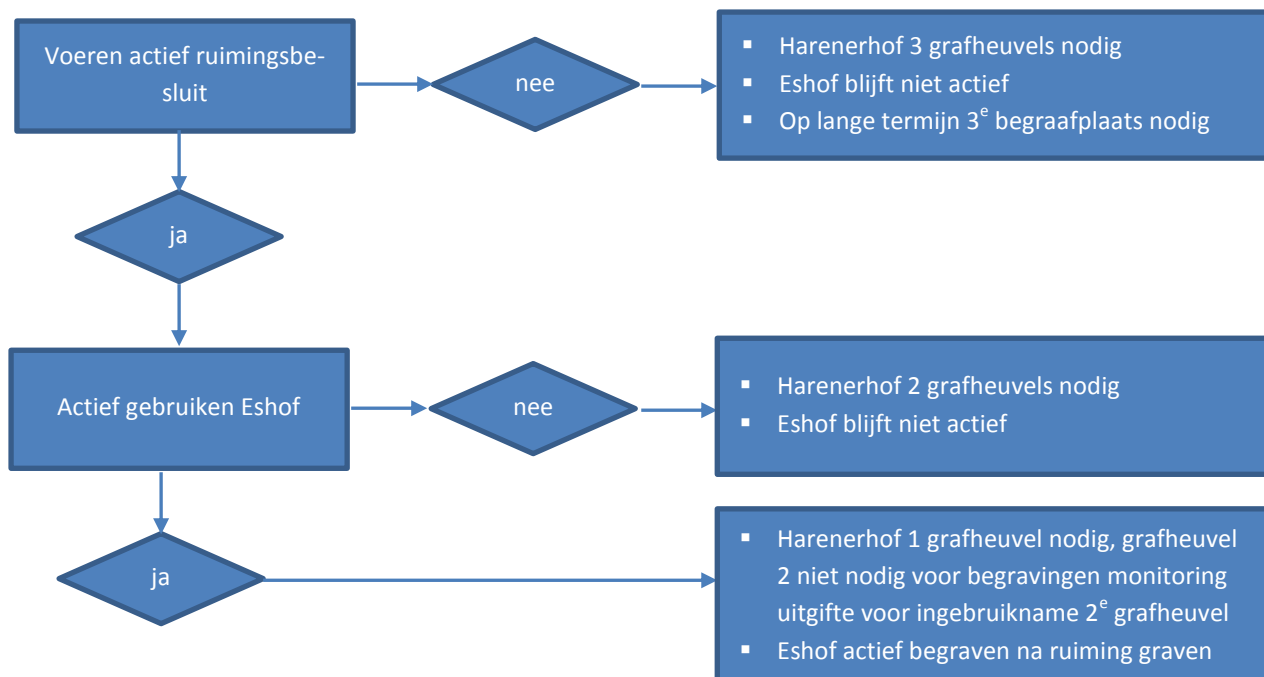 Voeren actief ruimingsbe-
sluit
nee
▪ Harenerhof 3 grafheuvels nodig
▪ Eshof blijft niet actief
▪ Op lange termijn 3e begraafplaats nodig
ja
Actief gebruiken Eshof
nee
▪ Harenerhof 2 grafheuvels nodig
▪ Eshof blijft niet actief
ja
▪ Harenerhof 1 grafheuvel nodig, grafheuvel
2 niet nodig voor begravingen monitoring
uitgifte voor ingebruikname 2e grafheuvel
▪ Eshof actief begraven na ruiming graven